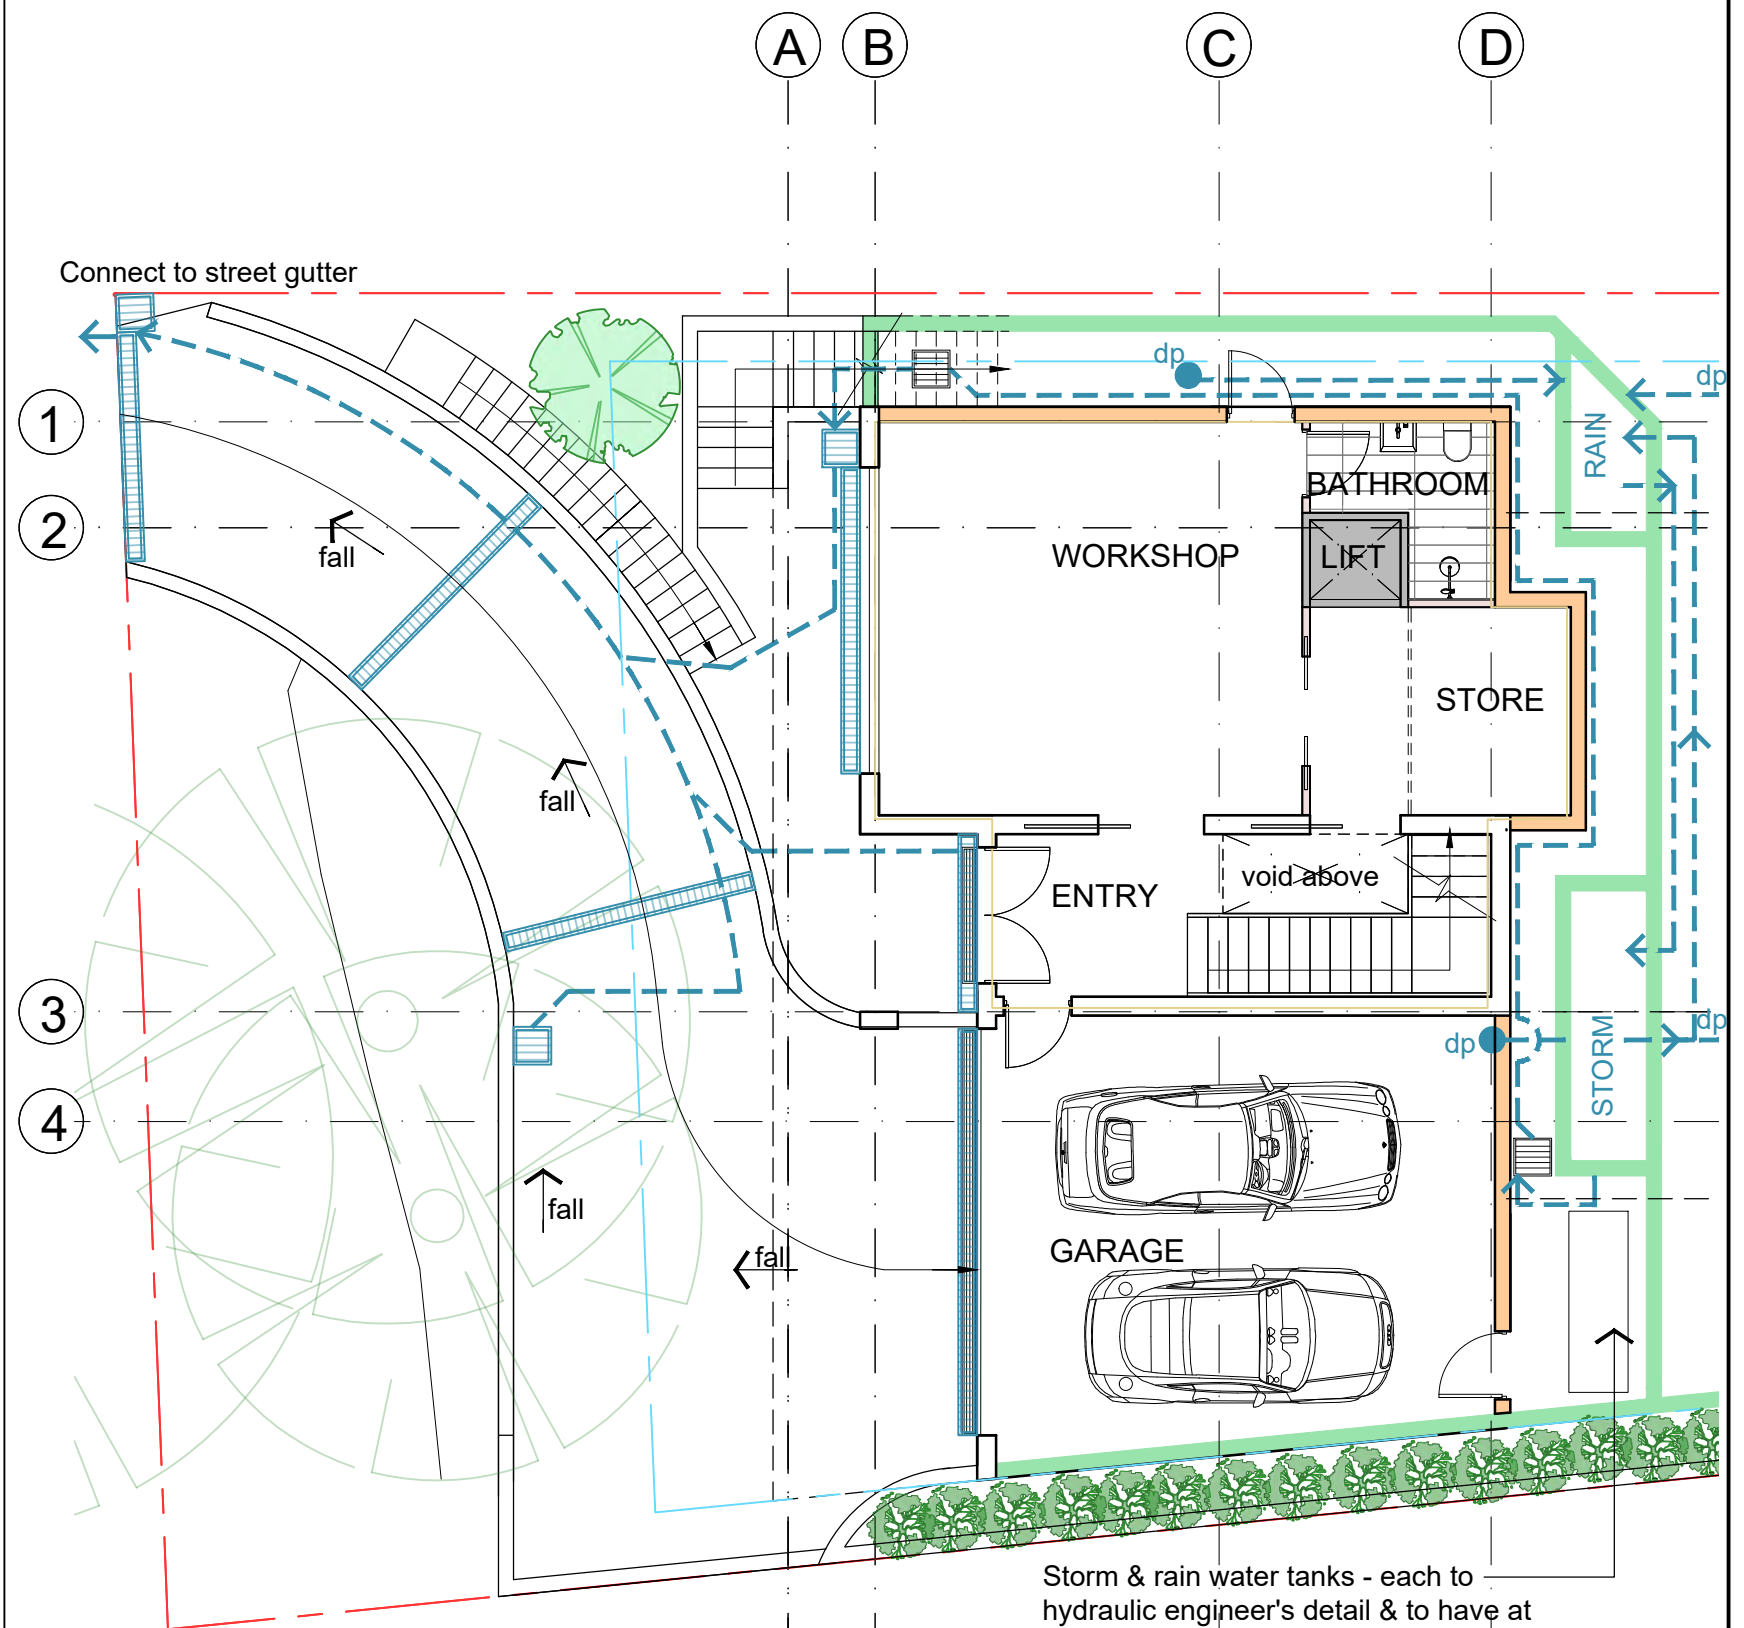 A B C D
Connect to street gutter
dp
dp
1
RAIN
BATHROOM
2
fall
WORKSHOP
LIFT
STORE
fall
void above
ENTRY
3
dp
dp
STORM
4
fall
GARAGE
fall
Storm & rain water tanks - each to
hydraulic engineer's detail & to have at